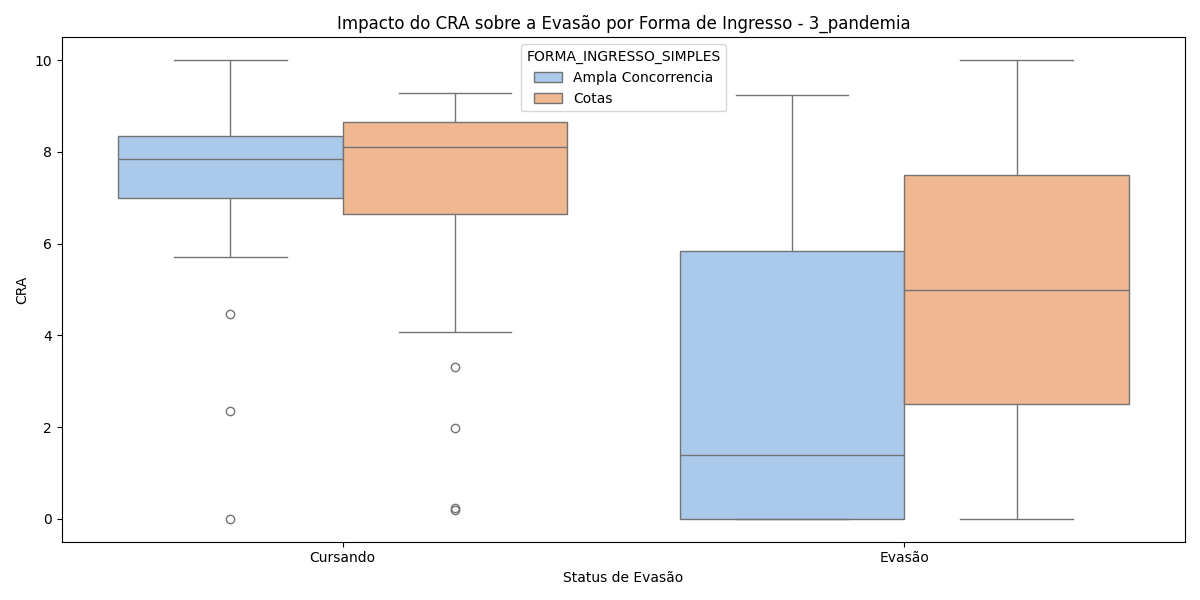 Impacto do CRA sobre a Evasão por Forma de Ingresso - 3_pandemia
FORMA_INGRESSO_SIMPLES
Ampla Concorrencia
Cotas
CRA
10
8
6
4
2
0
Cursando
Evasão
Status de Evasão